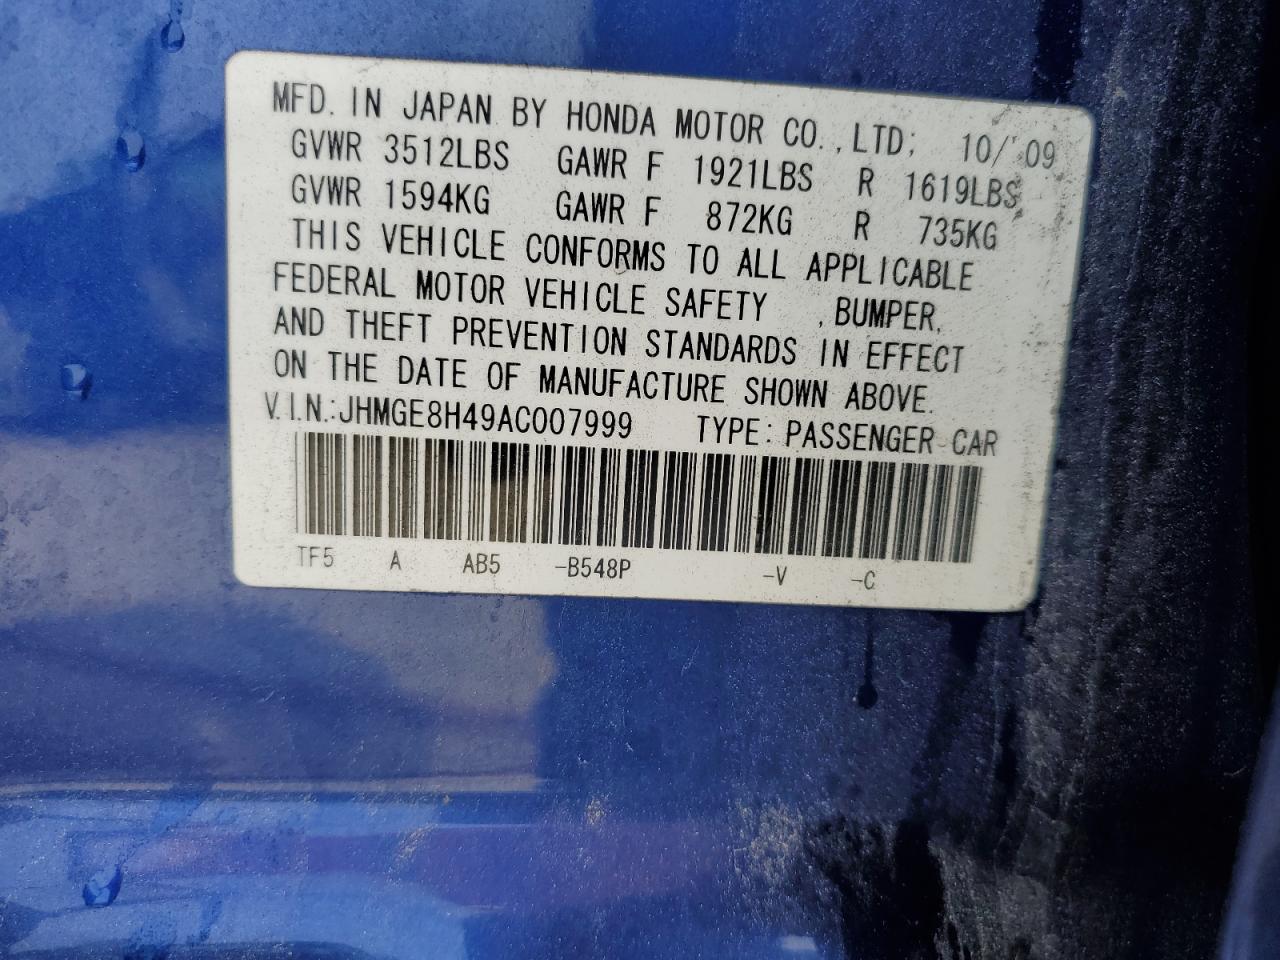 MFD. IN JAPAN BY HONDA MOTOR CO., LTD; 10/'09
GVWR 3512LBS GAWR F 1921LBS R 1619LBS
GVWR 1594KG GAWR F 872KG R 735KG
THIS VEHICLE CONFORMS TO ALL APPLICABLE
FEDERAL MOTOR VEHICLE SAFETY , BUMPER,
AND THEFT PREVENTION STANDARDS IN EFFECT
ON THE DATE OF MANUFACTURE SHOWN ABOVE.
V.I.N.:JHMGE8H49AC007999 TYPE: PASSENGER CAR
TF5 A AB5 -B548P -V -C